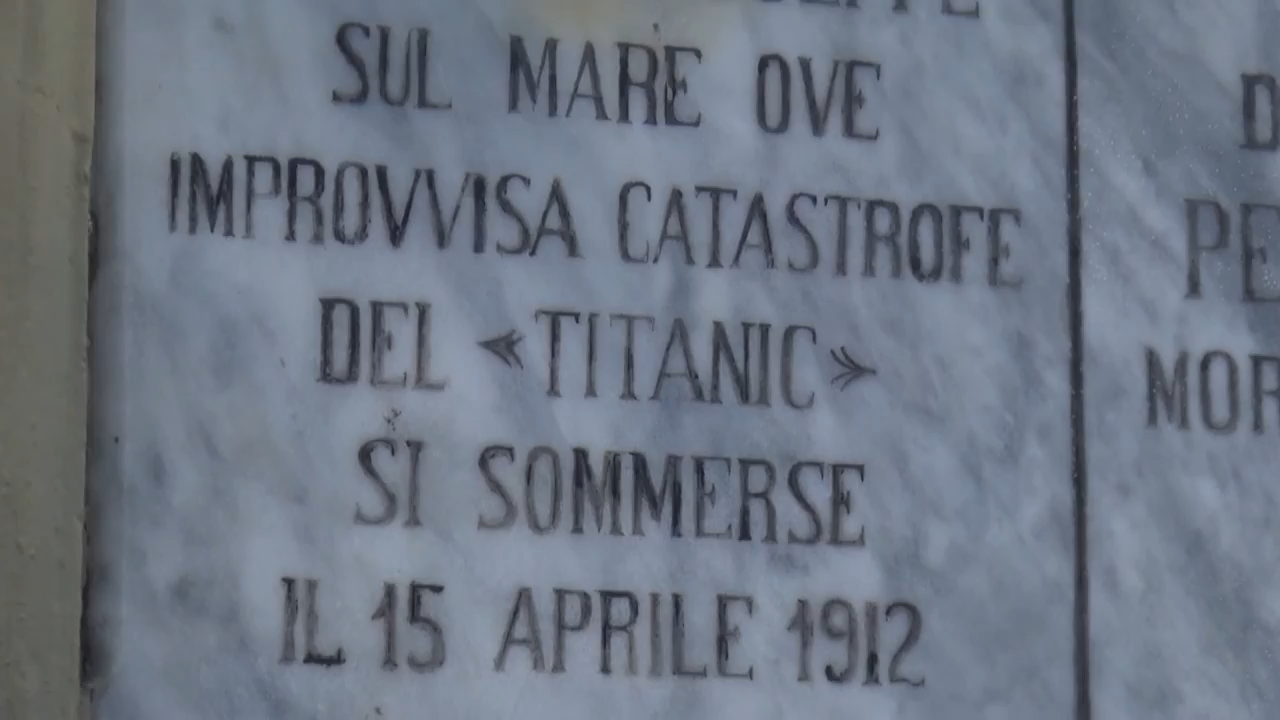 SUL MARE OVE
IMPROVVISA CATASTROFE
DEL «TITANIC»
SI SOMMERSE
IL 15 APRILE 1912